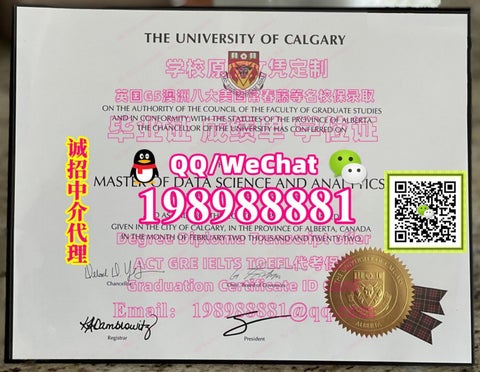 THE UNIVERSITY OF CALGARY
学校原 凭定制
英国G5澳洲八大美国常春藤等名校保录取
ON THE AUTHORITY OF THE COUNCIL OF THE FACULTY OF GRADUATE STUDIES
AND IN CONFORMITY WITH THE STATUTES OF THE PROVINCE OF ALBERTA
THE CHANCELLOR OF THE UNIVERSITY HAS CONFERRED ON
毕业证 成绩单 学位证
诚招中介代理
QQ/WeChat
MASTER OF DATA SCIENCE AND ANALYTICS
198988881
GIVEN IN THE CITY OF CALGARY, IN THE PROVINCE OF ALBERTA, CANADA
IN THE MONTH OF FEBRUARY TWO THOUSAND AND TWENTY-TWO
ACT GRE IELTS TOEFL代考保
Chancellor
Graduation Certificate ID
Email: 198988881@qq
Registrar
President
ALBERTA